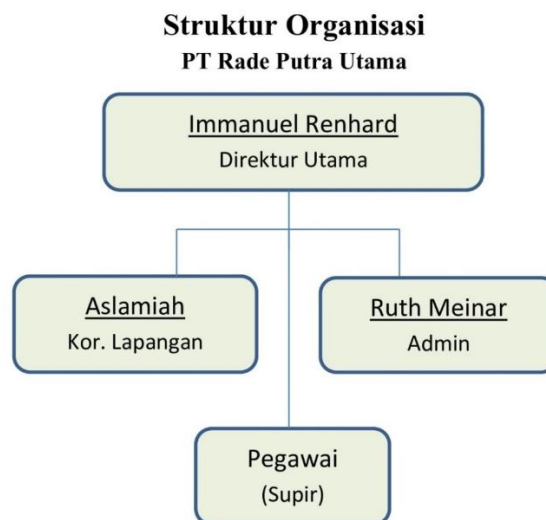 Struktur Organisasi
PT Rade Putra Utama
Immanuel Renhard
Direktur Utama
Aslamiah
Kor. Lapangan
Ruth Meinar
Admin
Pegawai
(Supir)